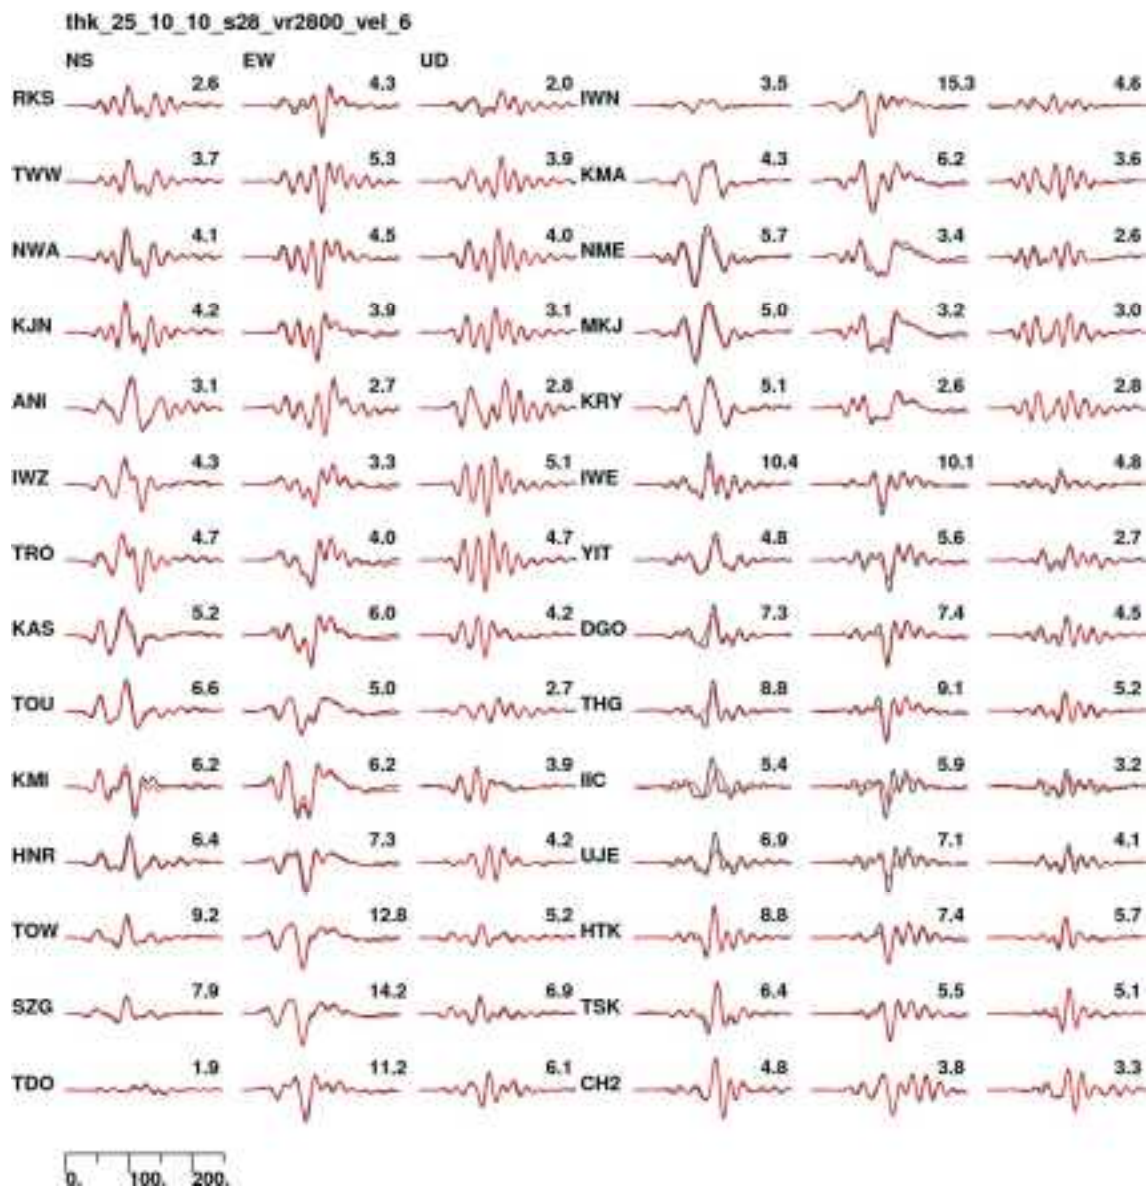 thk_25_10_10_s28_vr2800_vel_6
NS EW UD
RKS 2.6 4.3 2.0 IWN 3.5 15.3 4.6
TWW 3.7 5.3 3.9 KMA 4.3 6.2 3.6
NWA 4.1 4.5 4.0 NME 5.7 3.4 2.6
KJN 4.2 3.9 3.1 MKJ 5.0 3.2 3.0
ANI 3.1 2.7 2.8 KRY 5.1 2.6 2.8
IWZ 4.3 3.3 5.1 IWE 10.4 10.1 4.8
TRO 4.7 4.0 4.7 YIT 4.8 5.6 2.7
KAS 5.2 6.0 4.2 DGO 7.3 7.4 4.5
TOU 6.6 5.0 2.7 THG 8.8 9.1 5.2
KMI 6.2 6.2 3.9 IIC 5.4 5.9 3.2
HNR 6.4 7.3 4.2 UJE 6.9 7.1 4.1
TOW 9.2 12.8 5.2 HTK 8.8 7.4 5.7
SZG 7.9 14.2 6.9 TSK 6.4 5.5 5.1
TDO 1.9 11.2 6.1 CH2 4.8 3.8 3.3
0. 100. 200.